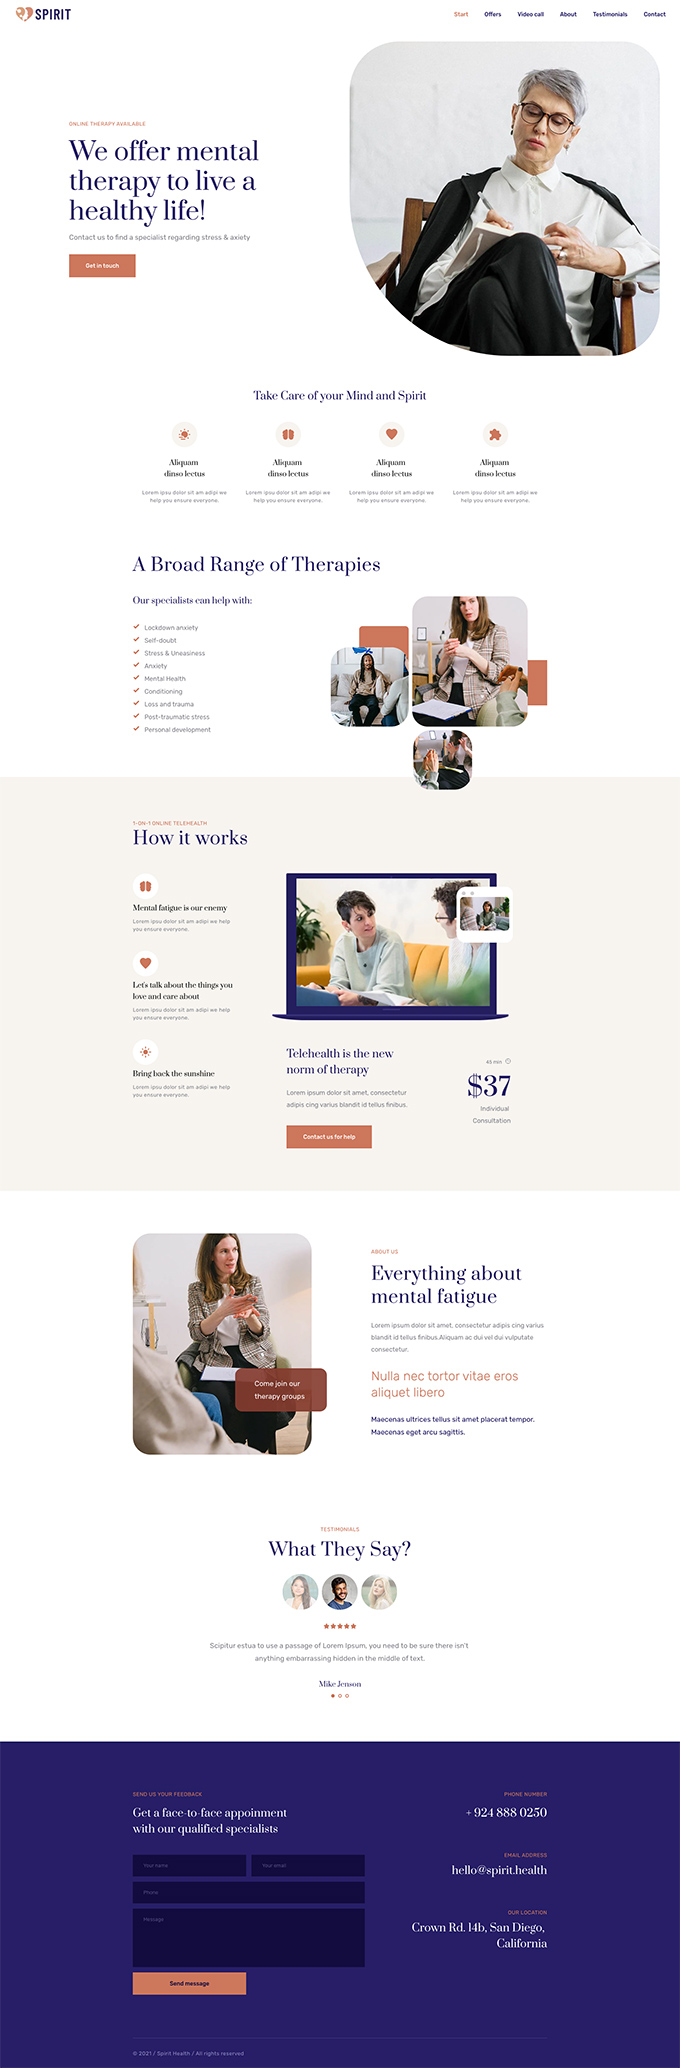 SPIRIT
Start Offers Video call About Testimonials Contact
ONLINE THERAPY AVAILABLE
We offer mental
therapy to live a
healthy life!
Contact us to find a specialist regarding stress & axiety
Get in touch
Take Care of your Mind and Spirit
Aliquam
dinso lectus
Lorem ipsu dolor sit am adipi we
help you ensure everyone.
Aliquam
dinso lectus
Lorem ipsu dolor sit am adipi we
help you ensure everyone.
Aliquam
dinso lectus
Lorem ipsu dolor sit am adipi we
help you ensure everyone.
Aliquam
dinso lectus
Lorem ipsu dolor sit am adipi we
help you ensure everyone.
A Broad Range of Therapies
Our specialists can help with:
Lockdown anxiety
Self-doubt
Stress & Uneasiness
Anxiety
Mental Health
Conditioning
Loss and trauma
Post-traumatic stress
Personal development
1-ON-1 ONLINE TELEHEALTH
How it works
Mental fatigue is our enemy
Lorem ipsu dolor sit am adipi we help
you ensure everyone.
Let's talk about the things you
love and care about
Lorem ipsu dolor sit am adipi we help
you ensure everyone.
Bring back the sunshine
Lorem ipsu dolor sit am adipi we help
you ensure everyone.
Telehealth is the new
norm of therapy
Lorem ipsum dolor sit amet, consectetur
adipis cing varius blandit id tellus finibus.
Contact us for help
45 min
$37
Individual
Consultation
Come join our
therapy groups
ABOUT US
Everything about
mental fatigue
Lorem ipsum dolor sit amet, consectetur adipis cing varius
blandit id tellus finibus.Aliquam ac dui vel dui vulputate
consectetur.
Nulla nec tortor vitae eros
aliquet libero
Maecenas ultrices tellus sit amet placerat tempor.
Maecenas eget arcu sagittis.
TESTIMONIALS
What They Say?
Scipitur estua to use a passage of Lorem Ipsum, you need to be sure there isn't
anything embarrassing hidden in the middle of text.
Mike Jenson
SEND US YOUR FEEDBACK
Get a face-to-face appoinment
with our qualified specialists
Your name
Your email
Phone
Message
Send message
PHONE NUMBER
+ 924 888 0250
EMAIL ADDRESS
hello@spirit.health
OUR LOCATION
Crown Rd. 14b, San Diego,
California
© 2021 / Spirit Health / All rights reserved